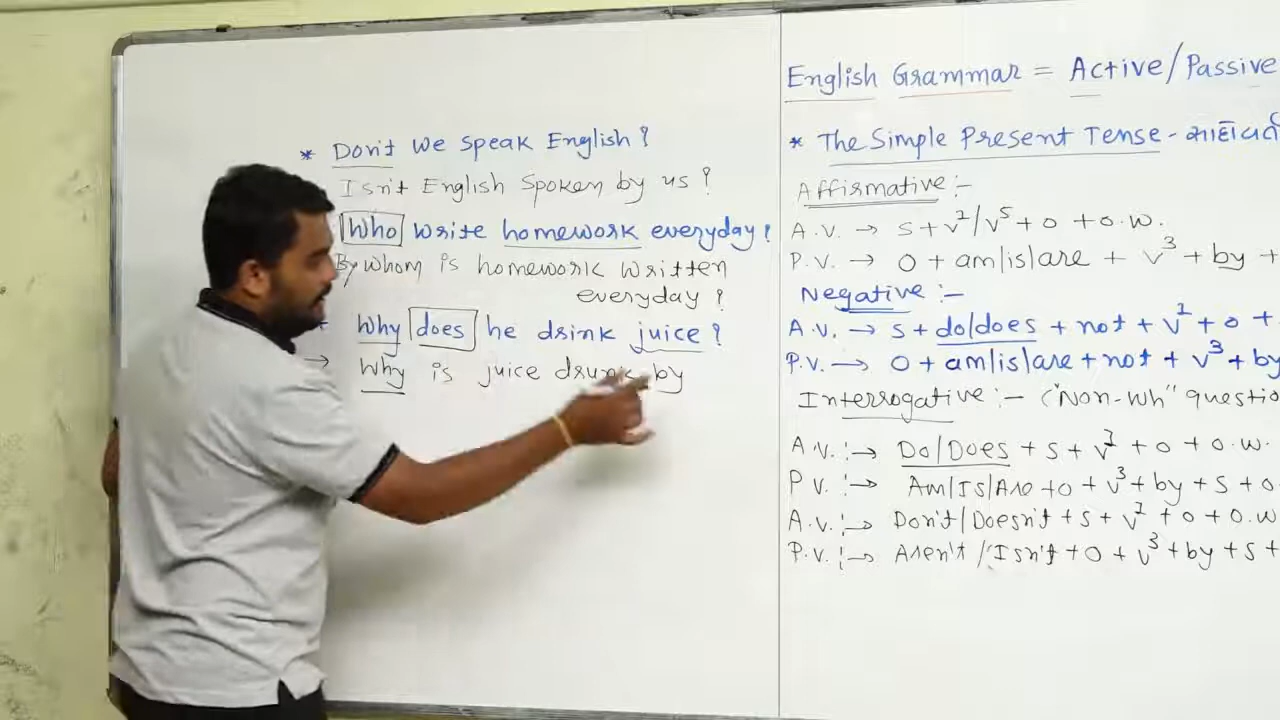 * Don't we speak English?
Isn't English spoken by us?
Who write homework everyday?
By whom is homework written
everyday?
* Why does he drink juice?
→ Why is juice drunk by
English Grammar = Active/Passive
* The Simple Present Tense -
Affirmative :-
A.V. → S + V²/V⁵ + O + O.W.
P.V. → O + am/is/are + V³ + by +
Negative :-
A.V. → S + do/does + not + V² + O +
P.V. → O + am/is/are + not + V³ + by
Interrogative :- ("Non-Wh" questio
A.V. :→ Do/Does + S + V² + O + O.W.
P.V. :→ Am/Is/Are + O + V³ + by + S + O
A.V. :→ Don't/Doesn't + S + V² + O + O.W
P.V. :→ Aren't/Isn't + O + V³ + by + S +